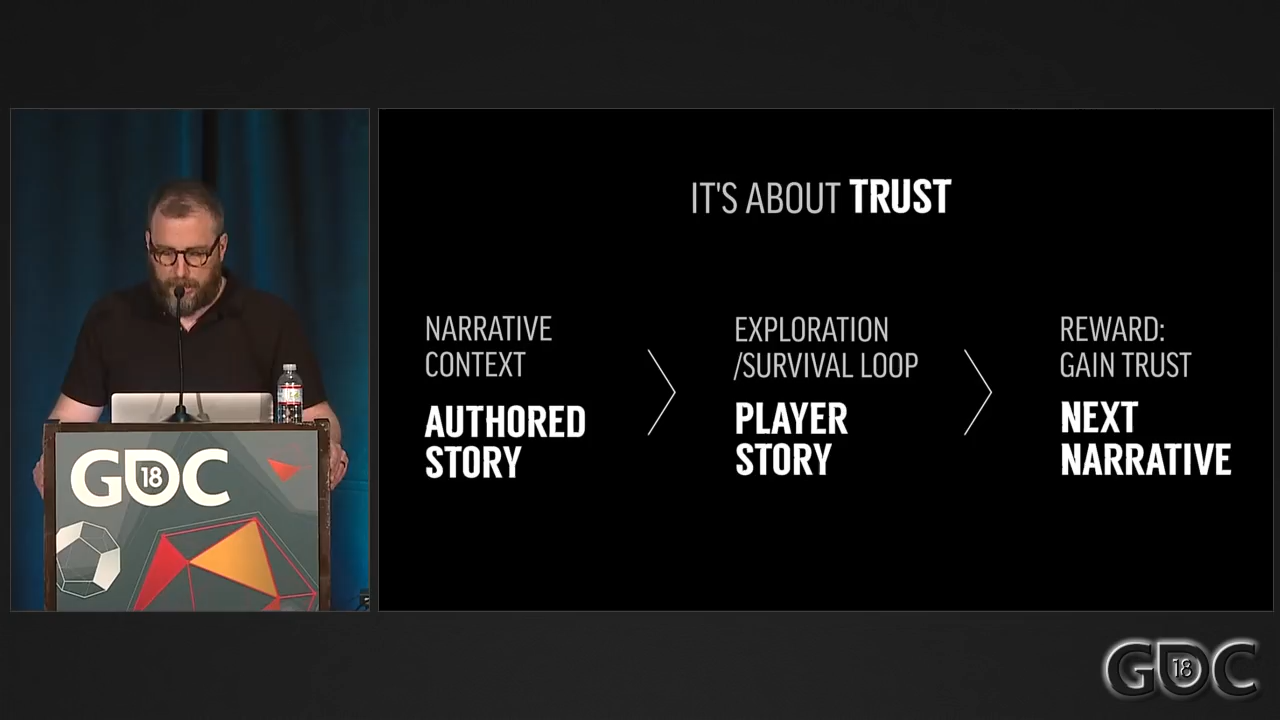 IT'S ABOUT TRUST
NARRATIVE
CONTEXT
AUTHORED
STORY
EXPLORATION
/SURVIVAL LOOP
PLAYER
STORY
REWARD:
GAIN TRUST
NEXT
NARRATIVE
GDC
18
GDC
18